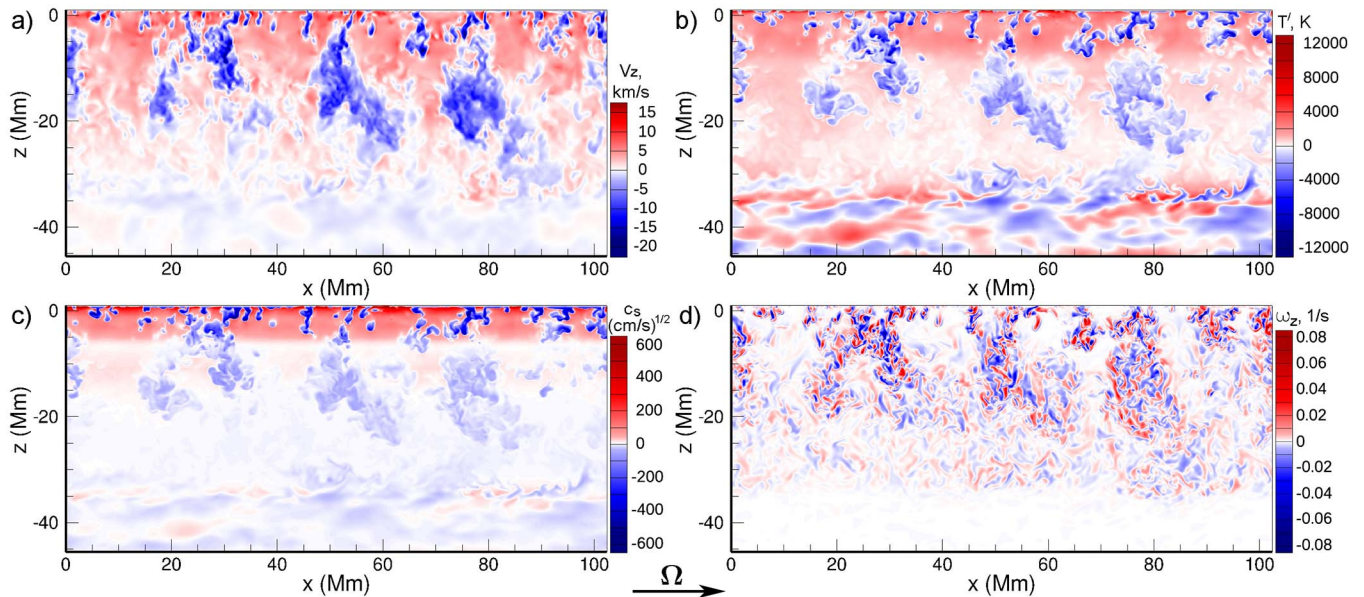 a)
0
-20
-40
z (Mm)
0 20 40 60 80 100
x (Mm)
Vz,
km/s
15
10
5
0
-5
-10
-15
-20
b)
0
-20
-40
z (Mm)
0 20 40 60 80 100
x (Mm)
T', K
12000
8000
4000
0
-4000
-8000
-12000
c)
0
-20
-40
z (Mm)
0 20 40 60 80 100
x (Mm)
cs
(cm/s)1/2
600
400
200
0
-200
-400
-600
d)
0
-20
-40
z (Mm)
0 20 40 60 80 100
x (Mm)
ωz, 1/s
0.08
0.06
0.04
0.02
0
-0.02
-0.04
-0.06
-0.08
Ω